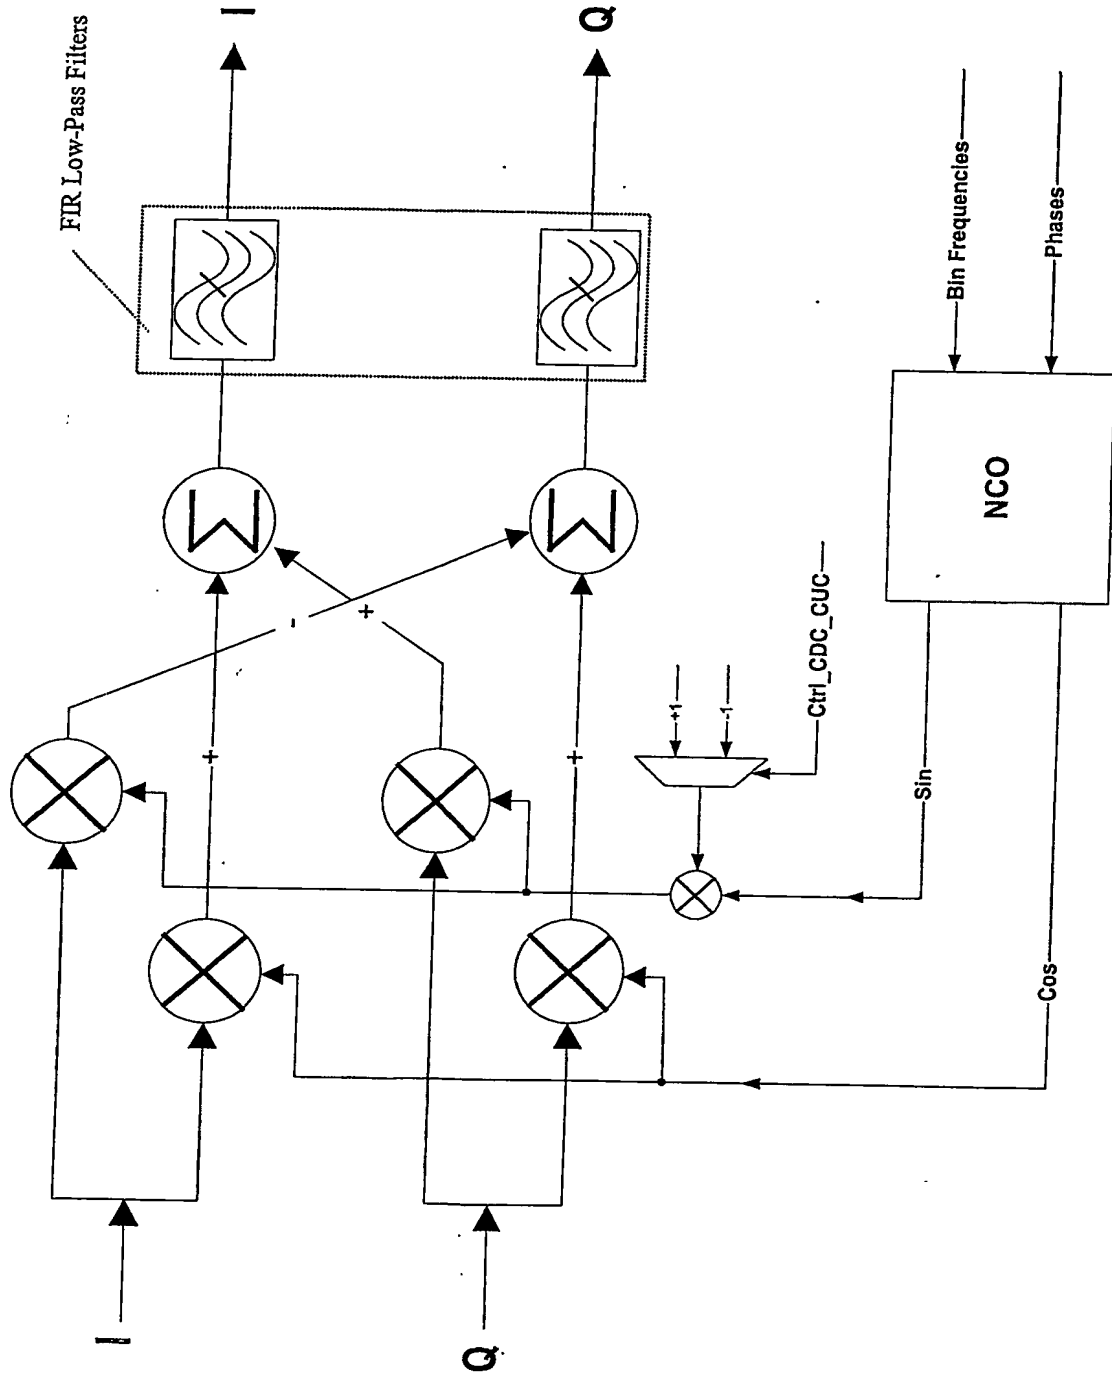 FIR Low-Pass Filters
I
I
Q
Q
+
-
+
+
Σ
Σ
+1
-1
Ctrl_CDC_CUC
Sin
Cos
NCO
Bin Frequencies
Phases